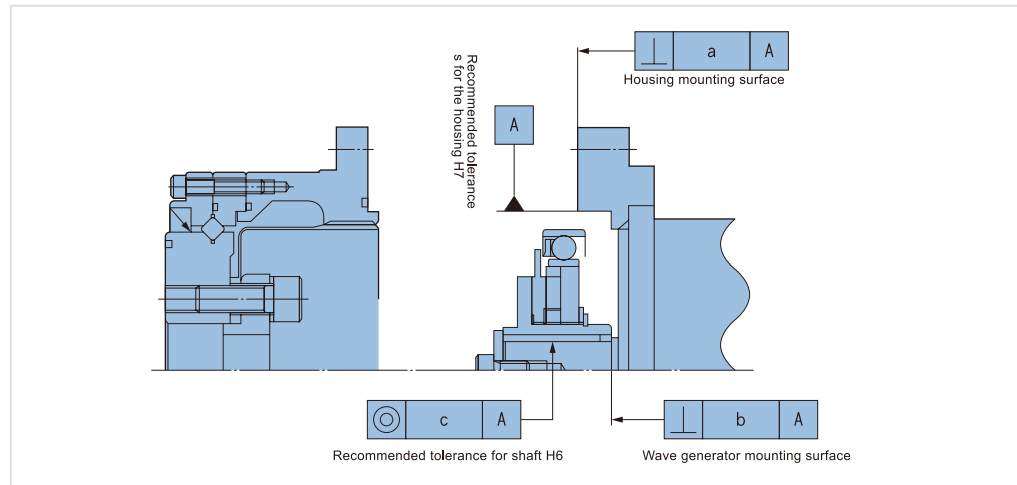 ⊥ a A
Housing mounting surface
Recommended tolerance
s for the housing H7
A
◎ c A
Recommended tolerance for shaft H6
⊥ b A
Wave generator mounting surface